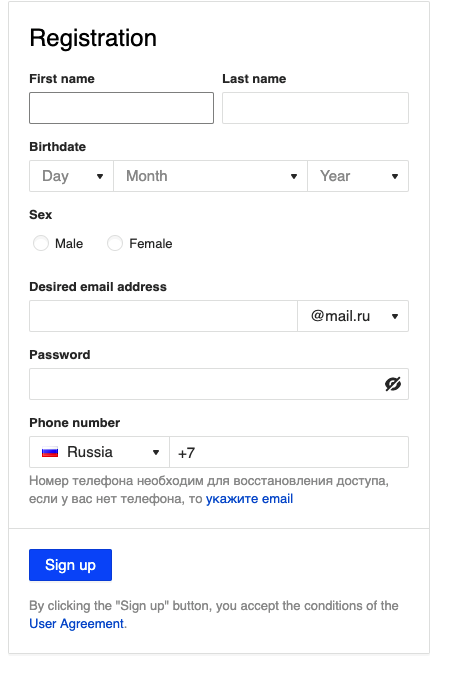 Registration
First name Last name
Birthdate
Day Month Year
Sex
Male Female
Desired email address
@mail.ru
Password
Phone number
Russia +7
Номер телефона необходим для восстановления доступа,
если у вас нет телефона, то укажите email
Sign up
By clicking the "Sign up" button, you accept the conditions of the
User Agreement.